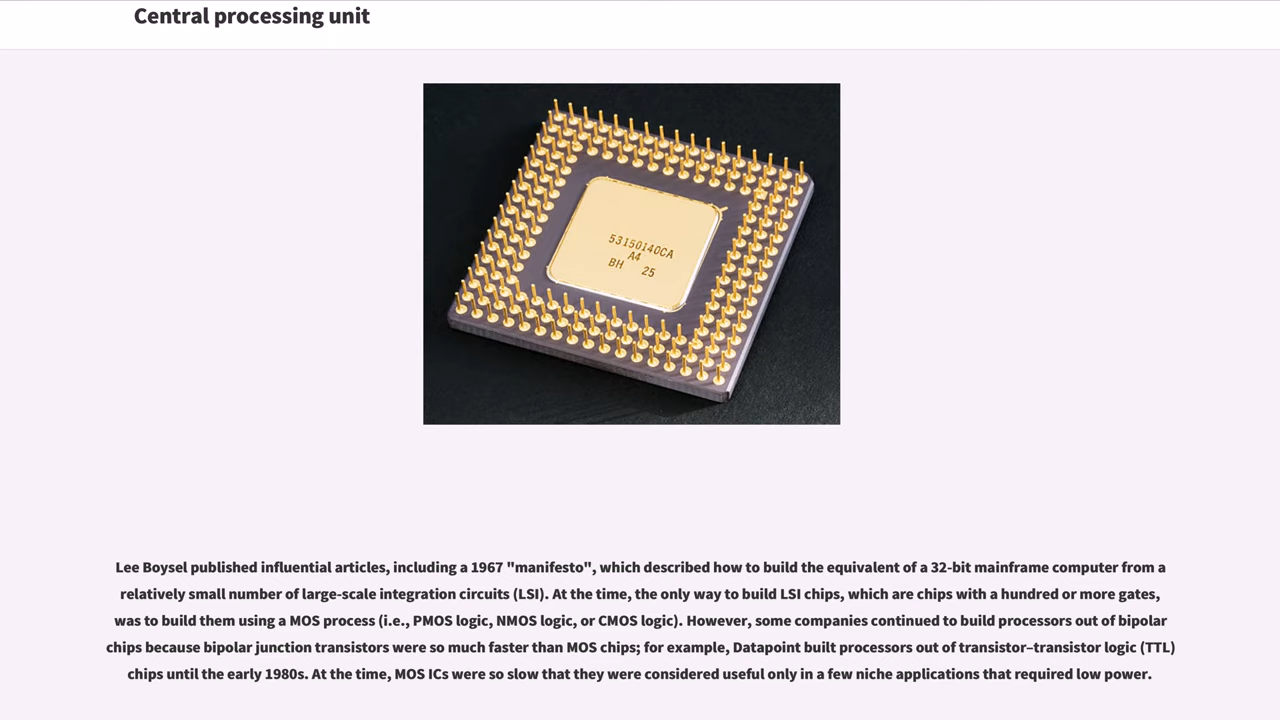 Central processing unit
53150140CA
A4
BH 25
Lee Boysel published influential articles, including a 1967 "manifesto", which described how to build the equivalent of a 32-bit mainframe computer from a
relatively small number of large-scale integration circuits (LSI). At the time, the only way to build LSI chips, which are chips with a hundred or more gates,
was to build them using a MOS process (i.e., PMOS logic, NMOS logic, or CMOS logic). However, some companies continued to build processors out of bipolar
chips because bipolar junction transistors were so much faster than MOS chips; for example, Datapoint built processors out of transistor–transistor logic (TTL)
chips until the early 1980s. At the time, MOS ICs were so slow that they were considered useful only in a few niche applications that required low power.